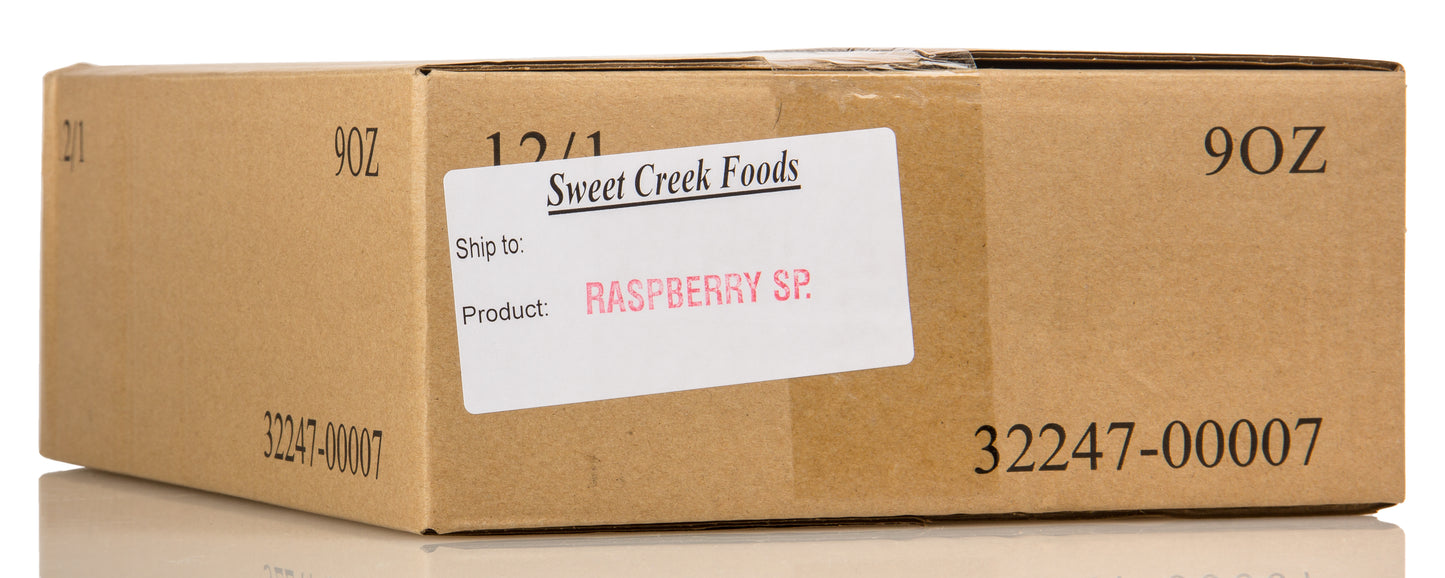 2/1
9OZ
32247-00007
12/1
9OZ
Sweet Creek Foods
Ship to:
Product: RASPBERRY SP.
32247-00007